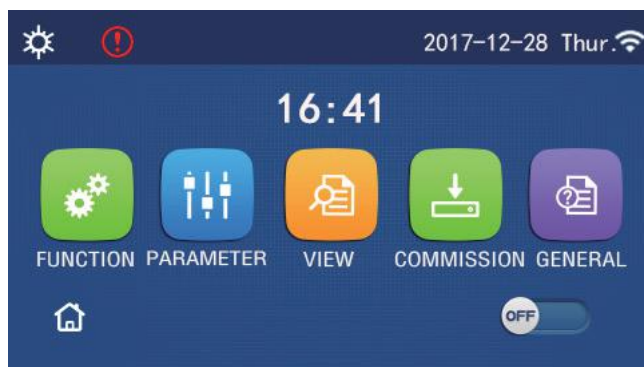 2017-12-28 Thur.
16:41
FUNCTION PARAMETER VIEW COMMISSION GENERAL
OFF